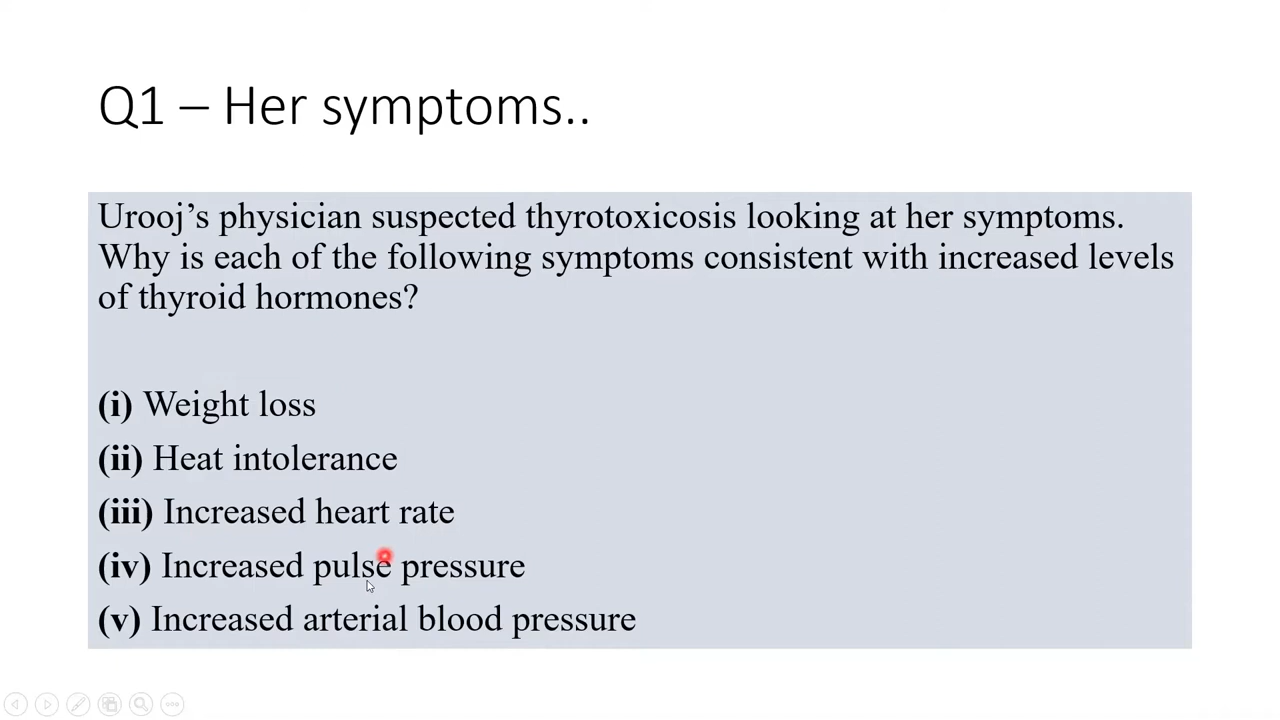 Q1 – Her symptoms..
Urooj’s physician suspected thyrotoxicosis looking at her symptoms.
Why is each of the following symptoms consistent with increased levels
of thyroid hormones?
(i) Weight loss
(ii) Heat intolerance
(iii) Increased heart rate
(iv) Increased pulse pressure
(v) Increased arterial blood pressure